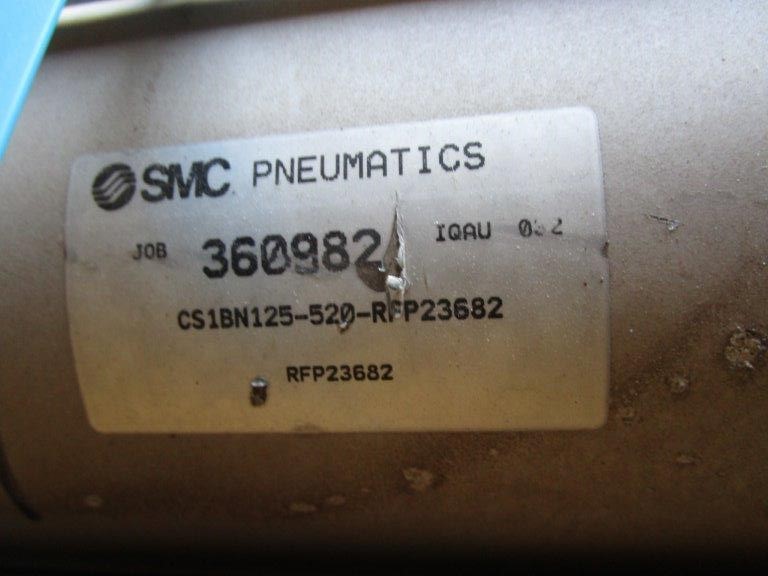 SMC PNEUMATICS
JOB 360982 IQAU
CS1BN125-520-RFP23682
RFP23682